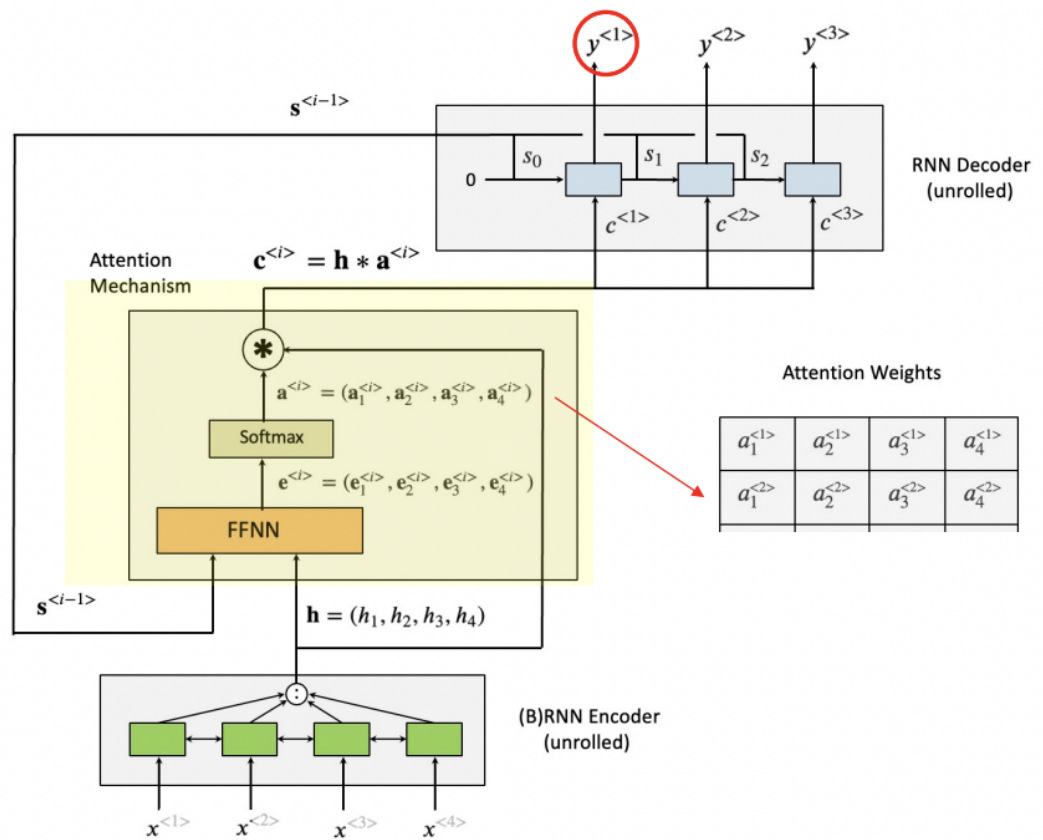 y<1>
y<2>
y<3>
s<i−1>
s₀
s₁
s₂
0
RNN Decoder
(unrolled)
c<1>
c<2>
c<3>
Attention
Mechanism
c<i> = h ∗ a<i>
*
a<i> = (a₁<i>, a₂<i>, a₃<i>, a₄<i>)
Softmax
e<i> = (e₁<i>, e₂<i>, e₃<i>, e₄<i>)
FFNN
Attention Weights
a₁<1> a₂<1> a₃<1> a₄<1>
a₁<2> a₂<2> a₃<2> a₄<2>
s<i−1>
h = (h₁, h₂, h₃, h₄)
:
(B)RNN Encoder
(unrolled)
x<1> x<2> x<3> x<4>